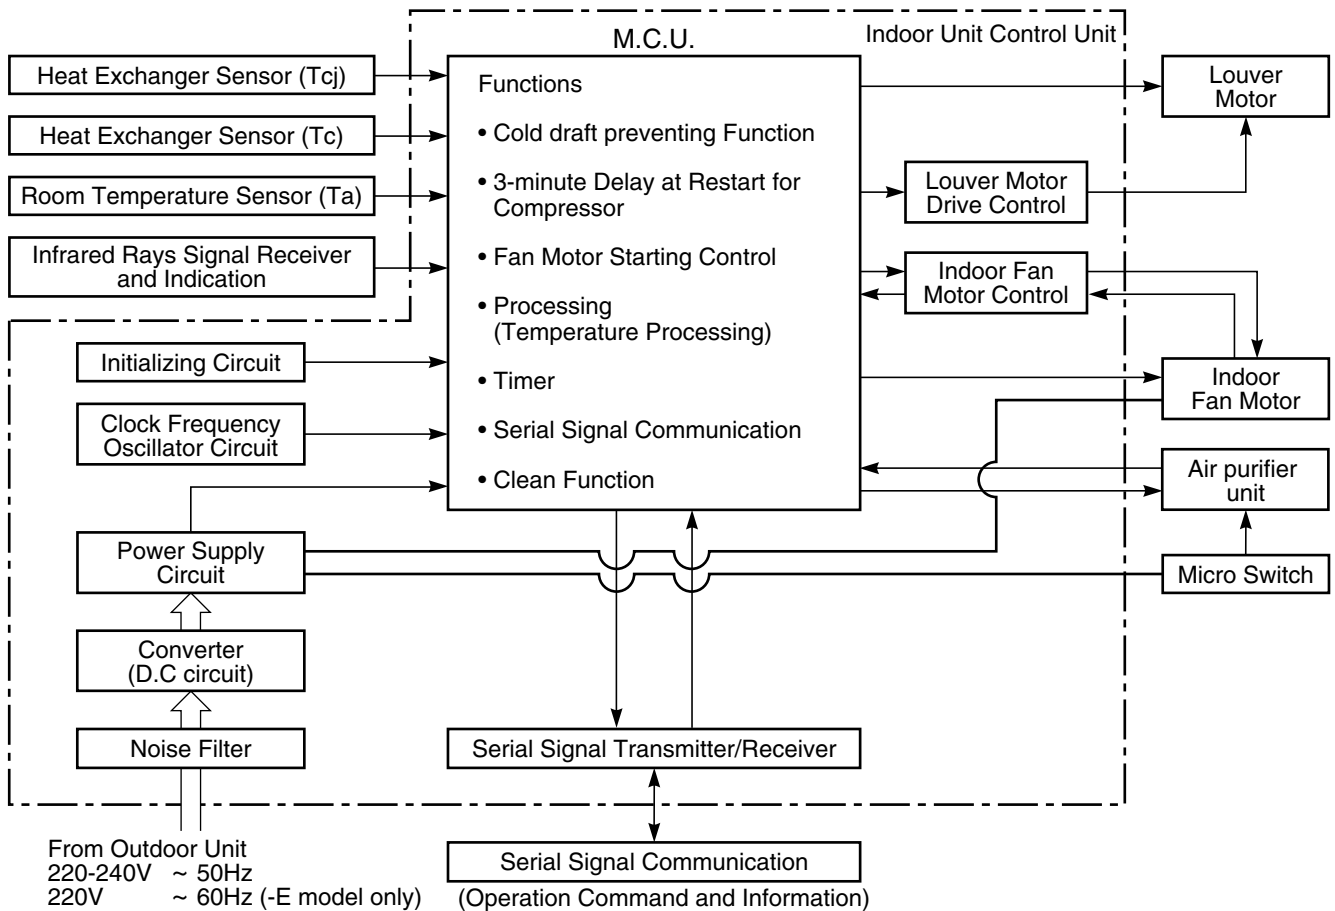 M.C.U.
Indoor Unit Control Unit
Heat Exchanger Sensor (Tcj)
Heat Exchanger Sensor (Tc)
Room Temperature Sensor (Ta)
Infrared Rays Signal Receiver
and Indication
Initializing Circuit
Clock Frequency
Oscillator Circuit
Power Supply
Circuit
Converter
(D.C circuit)
Noise Filter
From Outdoor Unit
220-240V ~ 50Hz
220V ~ 60Hz (-E model only)
Functions
• Cold draft preventing Function
• 3-minute Delay at Restart for
Compressor
• Fan Motor Starting Control
• Processing
(Temperature Processing)
• Timer
• Serial Signal Communication
• Clean Function
Serial Signal Transmitter/Receiver
Serial Signal Communication
(Operation Command and Information)
Louver Motor
Drive Control
Indoor Fan
Motor Control
Louver
Motor
Indoor
Fan Motor
Air purifier
unit
Micro Switch